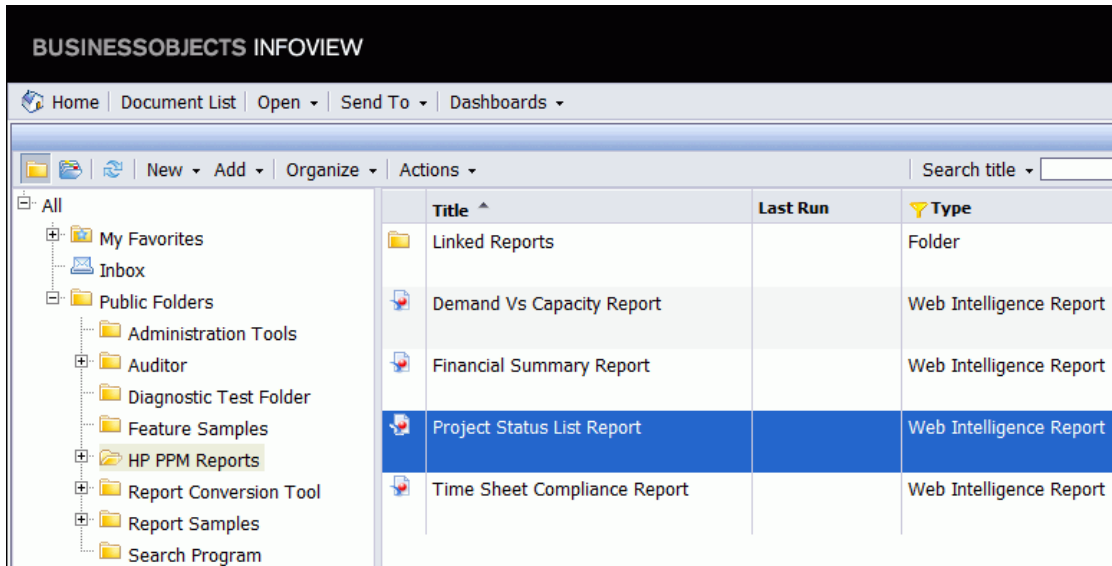 BUSINESSOBJECTS INFOVIEW
Home Document List Open Send To Dashboards
New Add Organize Actions Search title
All
My Favorites
Inbox
Public Folders
Administration Tools
Auditor
Diagnostic Test Folder
Feature Samples
HP PPM Reports
Report Conversion Tool
Report Samples
Search Program
Title Last Run Type
Linked Reports Folder
Demand Vs Capacity Report Web Intelligence Report
Financial Summary Report Web Intelligence Report
Project Status List Report Web Intelligence Report
Time Sheet Compliance Report Web Intelligence Report